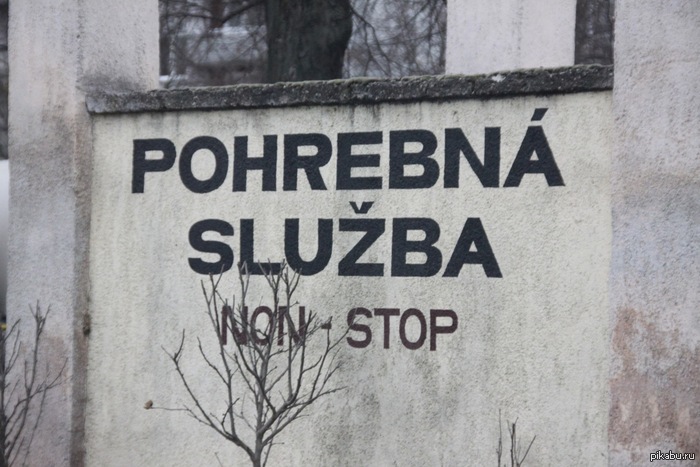 POHREBNÁ
SLUŽBA
NON - STOP
pikabu.ru